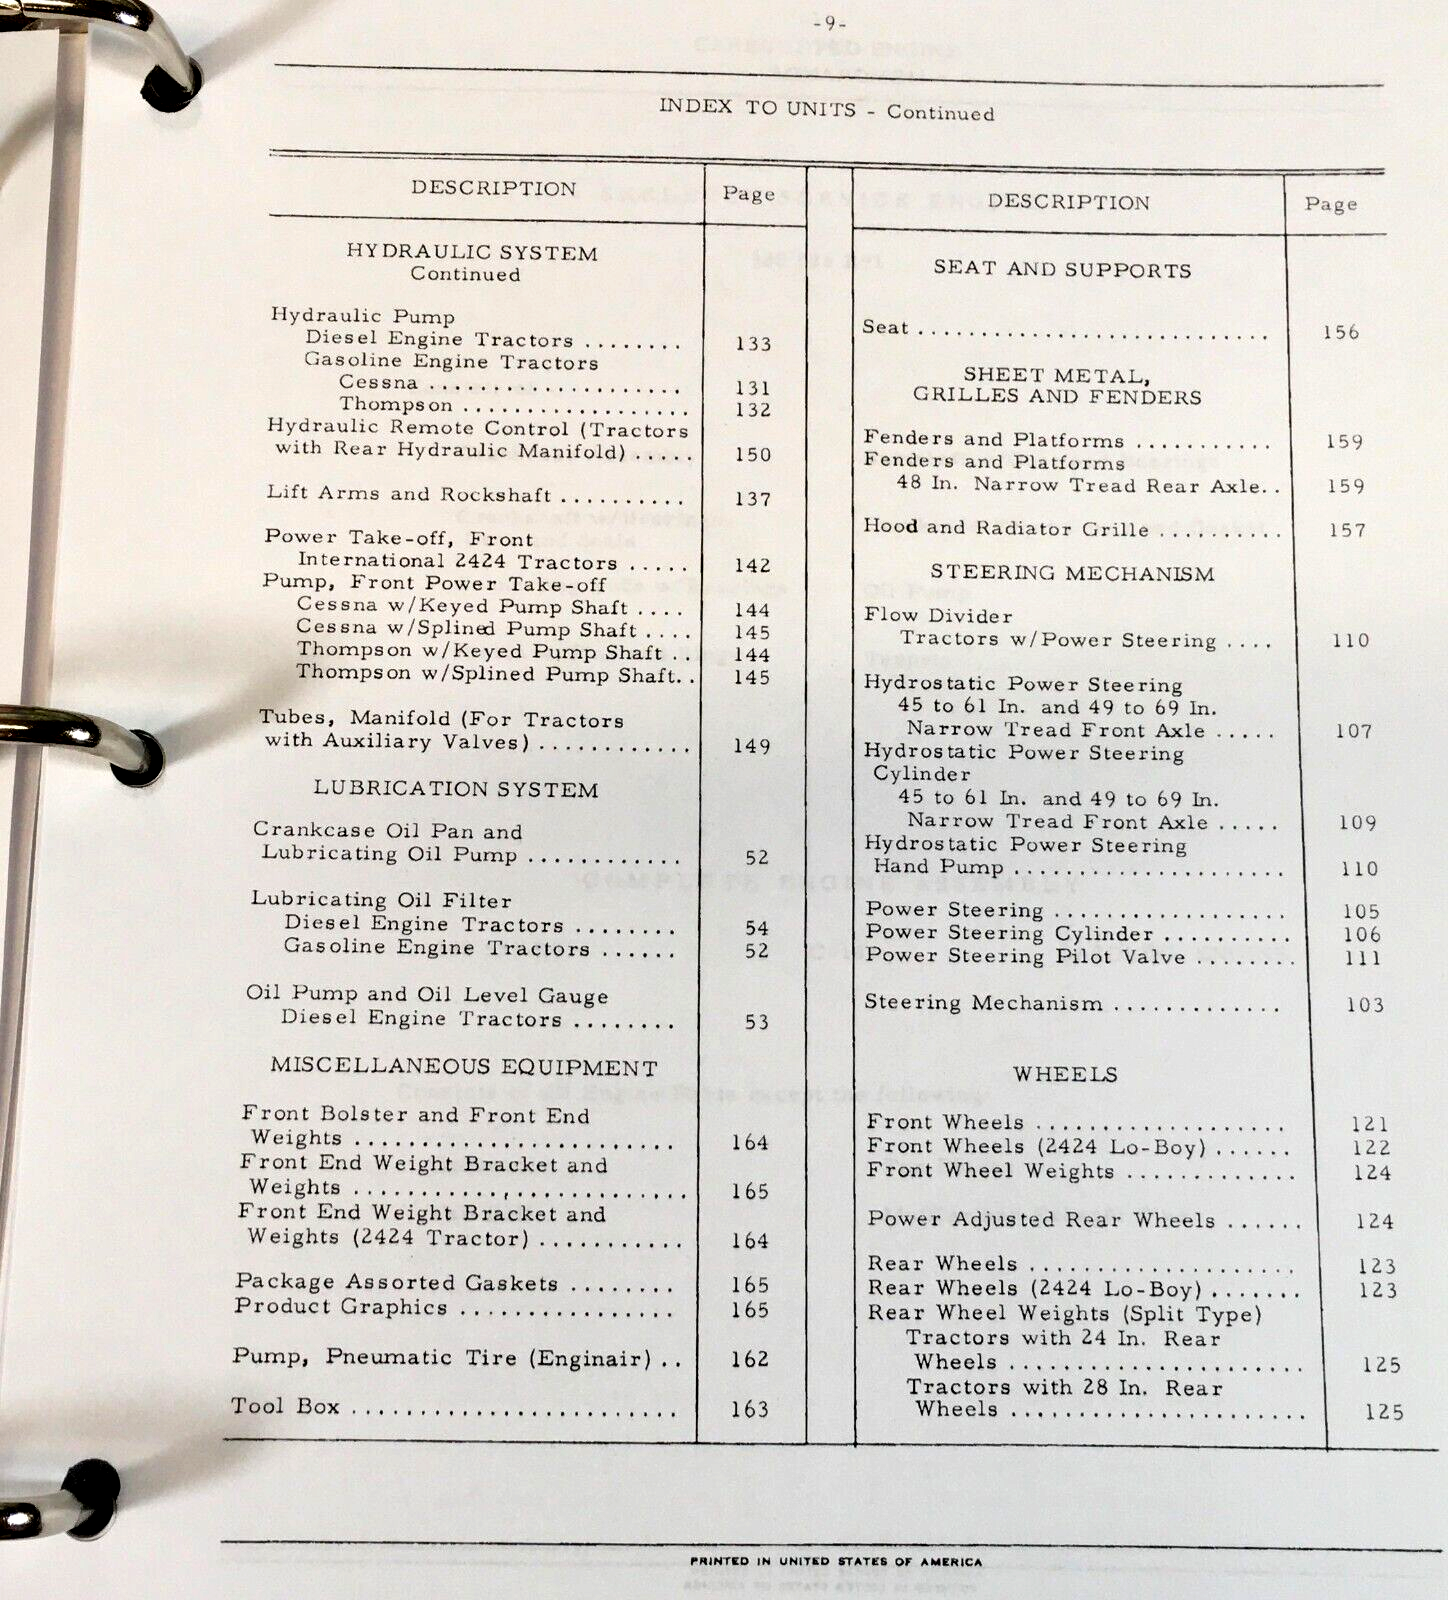 -9-
INDEX TO UNITS - Continued
DESCRIPTION Page
HYDRAULIC SYSTEM
Continued
Hydraulic Pump
Diesel Engine Tractors ........ 133
Gasoline Engine Tractors
Cessna .................... 131
Thompson .................. 132
Hydraulic Remote Control (Tractors
with Rear Hydraulic Manifold) ..... 150
Lift Arms and Rockshaft .......... 137
Power Take-off, Front
International 2424 Tractors ..... 142
Pump, Front Power Take-off
Cessna w/Keyed Pump Shaft .... 144
Cessna w/Splined Pump Shaft .... 145
Thompson w/Keyed Pump Shaft .. 144
Thompson w/Splined Pump Shaft.. 145
Tubes, Manifold (For Tractors
with Auxiliary Valves) ............ 149
LUBRICATION SYSTEM
Crankcase Oil Pan and
Lubricating Oil Pump ............ 52
Lubricating Oil Filter
Diesel Engine Tractors ........ 54
Gasoline Engine Tractors ...... 52
Oil Pump and Oil Level Gauge
Diesel Engine Tractors ........ 53
MISCELLANEOUS EQUIPMENT
Front Bolster and Front End
Weights ......................... 164
Front End Weight Bracket and
Weights .......................... 165
Front End Weight Bracket and
Weights (2424 Tractor) ........... 164
Package Assorted Gaskets ........ 165
Product Graphics ................. 165
Pump, Pneumatic Tire (Enginair) .. 162
Tool Box ......................... 163
DESCRIPTION Page
SEAT AND SUPPORTS
Seat ........................... 156
SHEET METAL,
GRILLES AND FENDERS
Fenders and Platforms ........... 159
Fenders and Platforms
48 In. Narrow Tread Rear Axle.. 159
Hood and Radiator Grille .......... 157
STEERING MECHANISM
Flow Divider
Tractors w/Power Steering .... 110
Hydrostatic Power Steering
45 to 61 In. and 49 to 69 In.
Narrow Tread Front Axle ..... 107
Hydrostatic Power Steering
Cylinder
45 to 61 In. and 49 to 69 In.
Narrow Tread Front Axle ..... 109
Hydrostatic Power Steering
Hand Pump ..................... 110
Power Steering .................. 105
Power Steering Cylinder .......... 106
Power Steering Pilot Valve ........ 111
Steering Mechanism ............. 103
WHEELS
Front Wheels ................... 121
Front Wheels (2424 Lo-Boy) ...... 122
Front Wheel Weights ............. 124
Power Adjusted Rear Wheels ...... 124
Rear Wheels ..................... 123
Rear Wheels (2424 Lo-Boy) ....... 123
Rear Wheel Weights (Split Type)
Tractors with 24 In. Rear
Wheels ....................... 125
Tractors with 28 In. Rear
Wheels ....................... 125
PRINTED IN UNITED STATES OF AMERICA